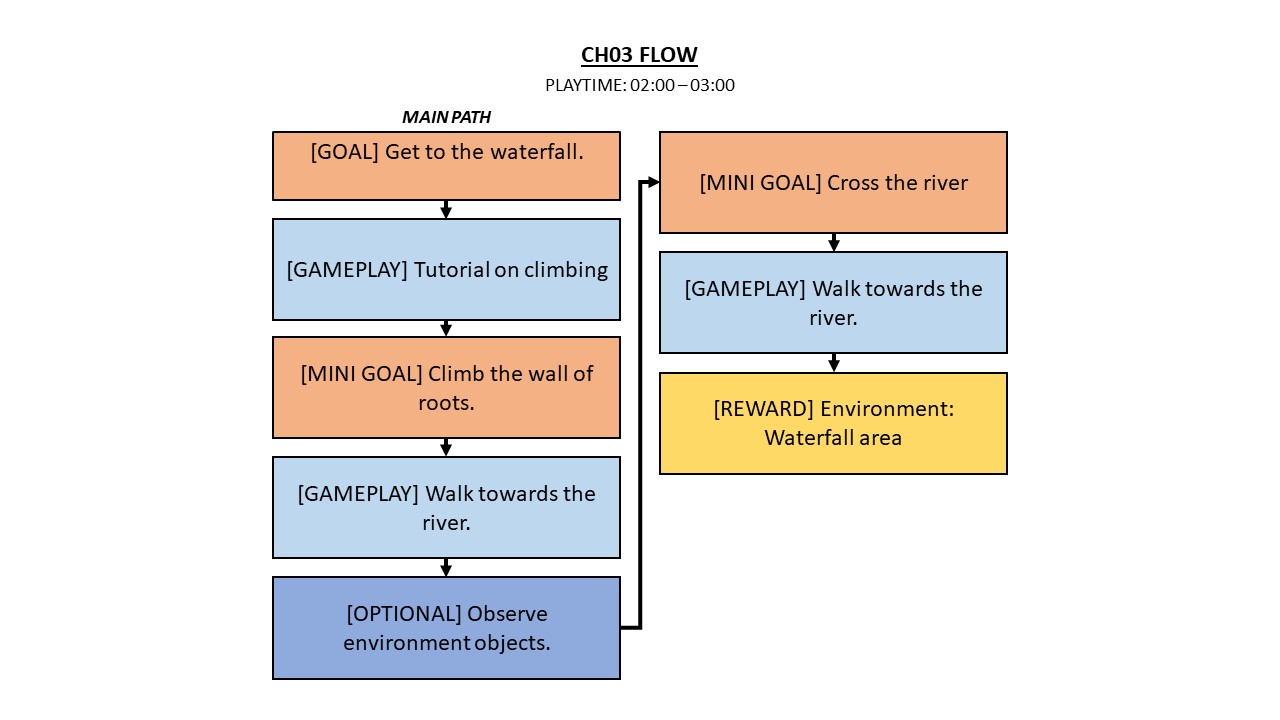 CH03 FLOW
PLAYTIME: 02:00 – 03:00
MAIN PATH
[GOAL] Get to the waterfall.
[GAMEPLAY] Tutorial on climbing
[MINI GOAL] Climb the wall of
roots.
[GAMEPLAY] Walk towards the
river.
[OPTIONAL] Observe
environment objects.
[MINI GOAL] Cross the river
[GAMEPLAY] Walk towards the
river.
[REWARD] Environment:
Waterfall area